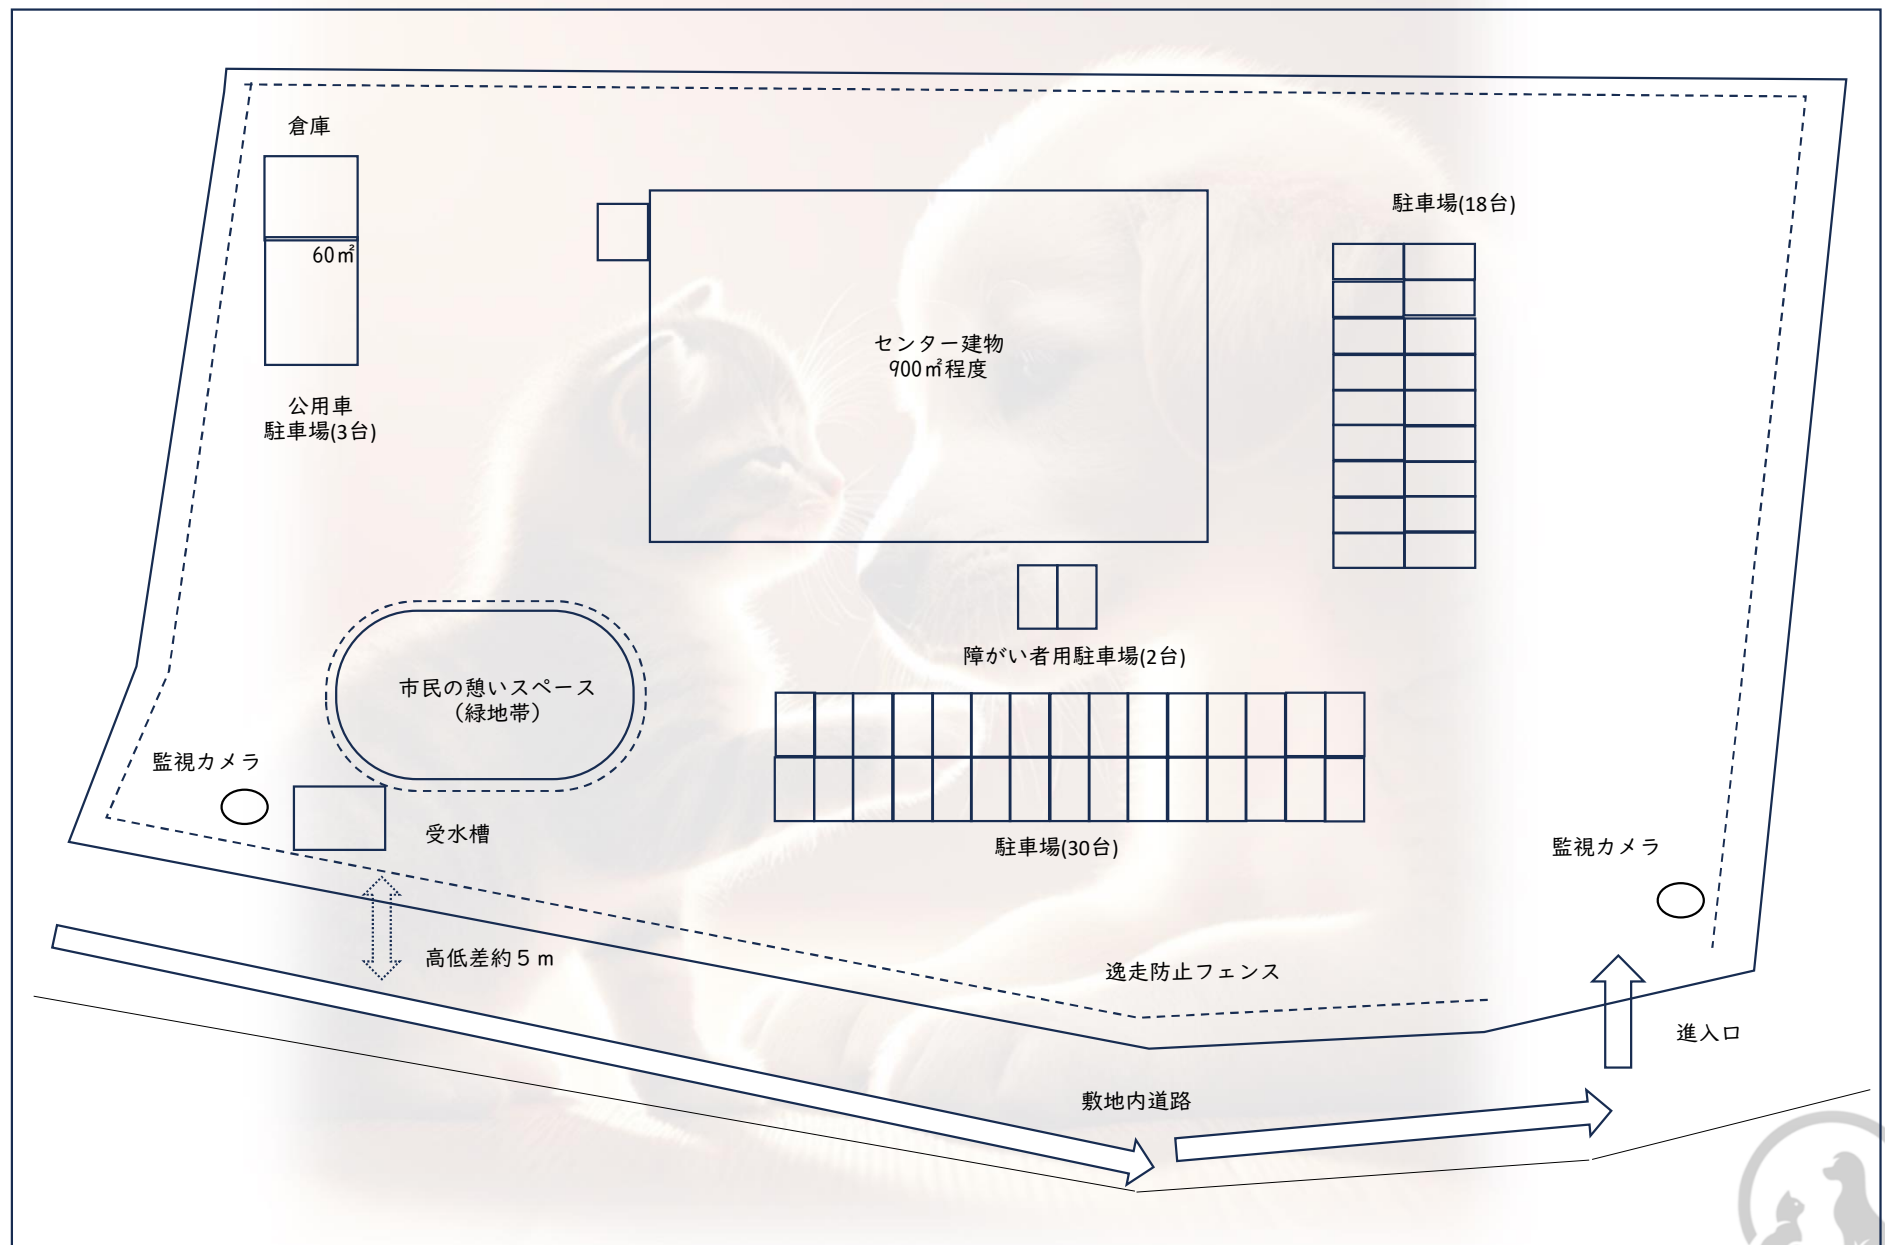 倉庫
60㎡
公用車
駐車場(3台)
センター建物
900㎡程度
駐車場(18台)
障がい者用駐車場(2台)
市民の憩いスペース
（緑地帯）
監視カメラ
受水槽
駐車場(30台)
監視カメラ
高低差約５ｍ
逸走防止フェンス
進入口
敷地内道路